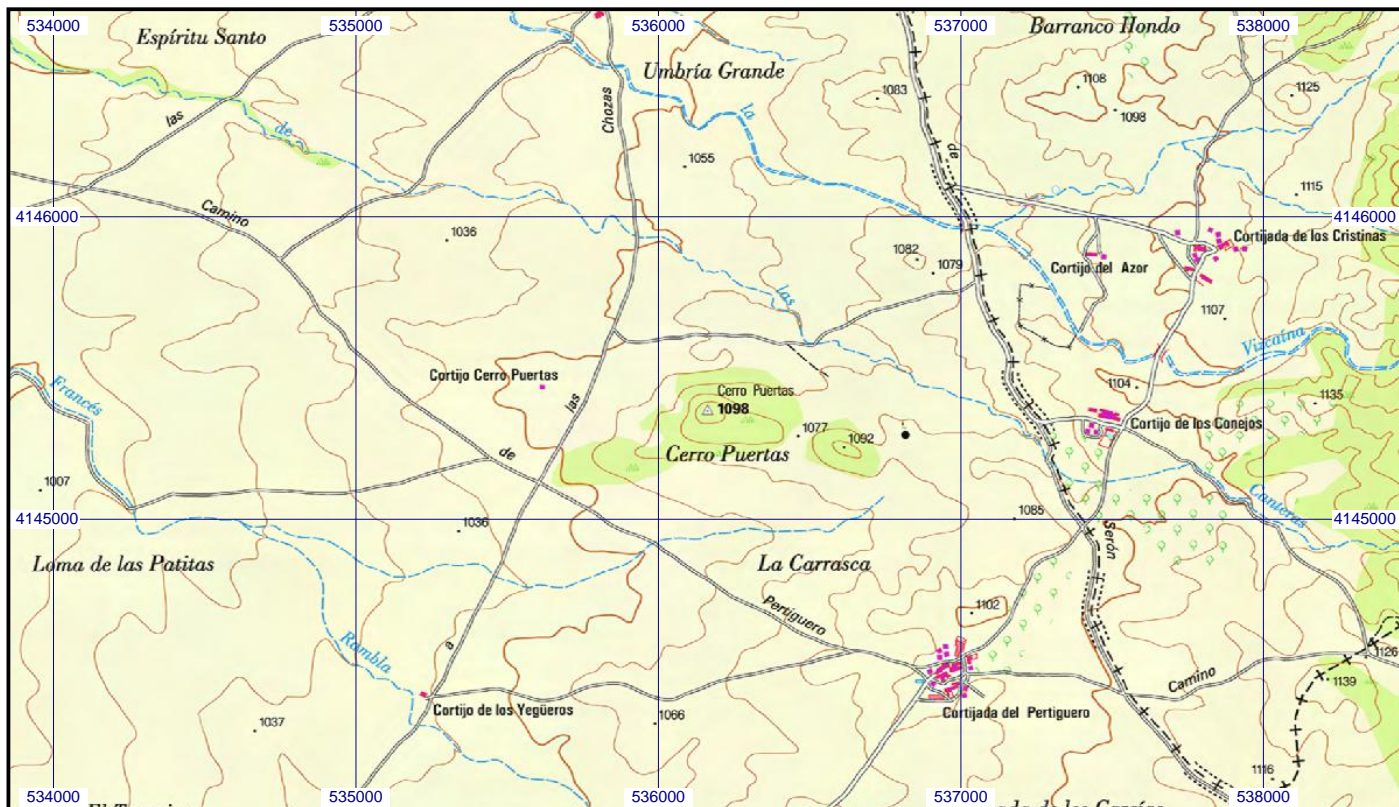 534000
535000
536000
537000
538000
Espíritu Santo
Barranco Hondo
Umbría Grande
1108
1125
1083
1098
las
de
Chozas
la
de
1055
1115
Camino
4146000
4146000
1036
Cortijada de los Cristinas
1082
1079
Cortijo del Azor
las
1107
Vizcaína
Cortijo Cerro Puertas
Francés
las
Cerro Puertas
1098
1104
1135
1077
1092
Cortijo de los Conejos
de
Cerro Puertas
1007
Canteras
4145000
4145000
1036
1085
Serón
Loma de las Patitas
La Carrasca
Pertiguero
1102
Rambla
a
1126
Camino
1139
Cortijo de los Yegüeros
Cortijada del Pertiguero
1037
1066
1116
534000
535000
536000
537000
538000